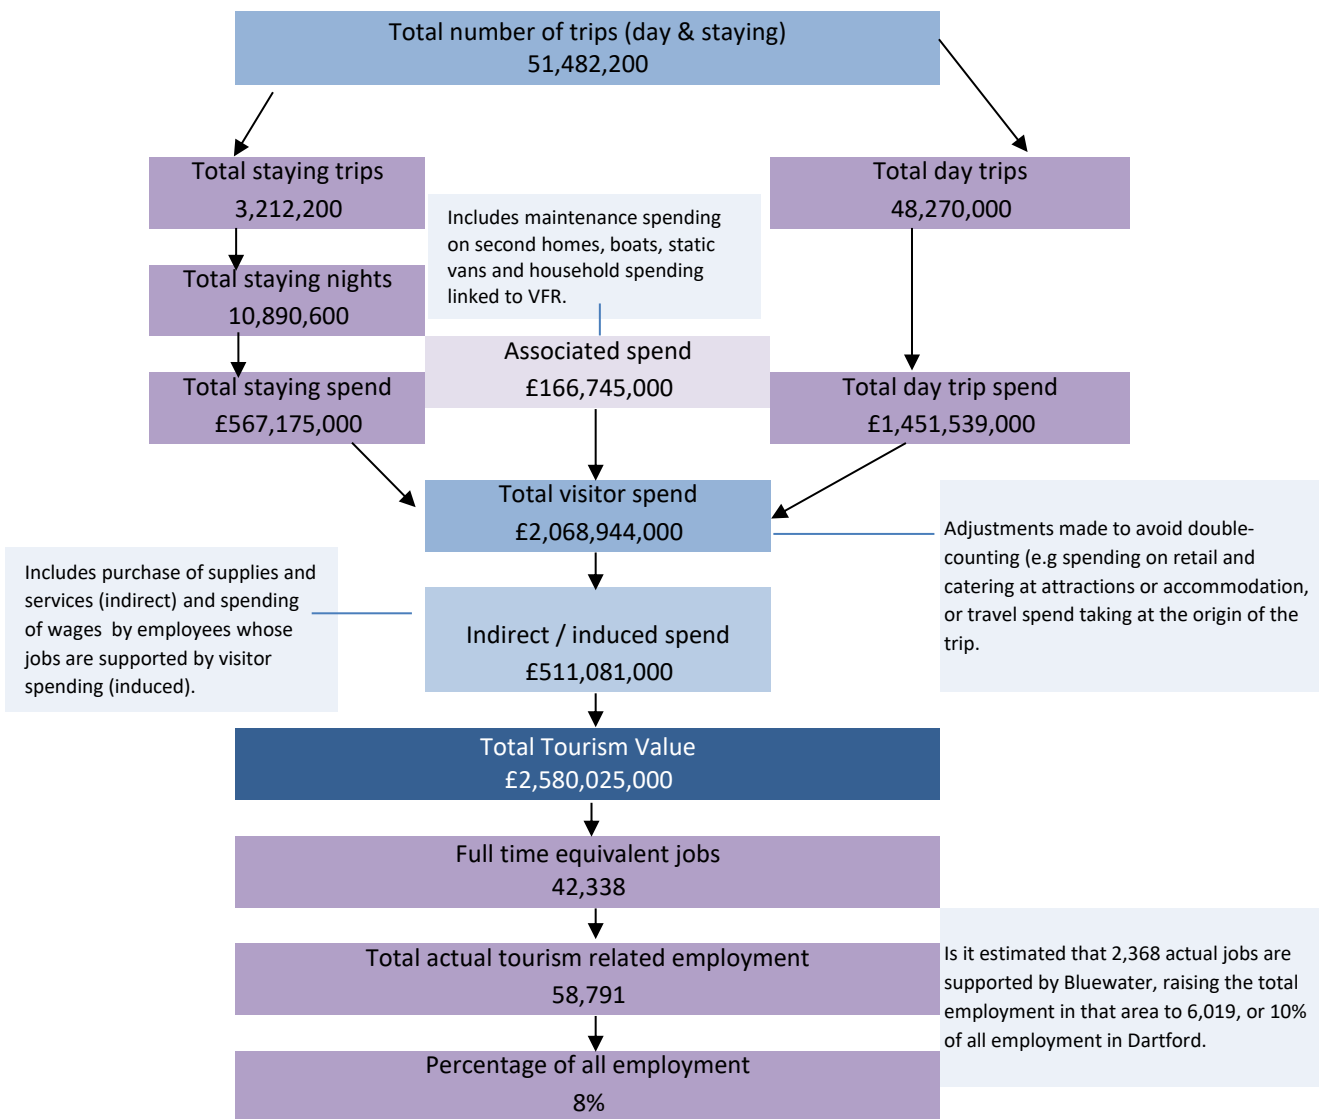 Total number of trips (day & staying)
51,482,200
Total staying trips
3,212,200
Total day trips
48,270,000
Includes maintenance spending
on second homes, boats, static
vans and household spending
linked to VFR.
Total staying nights
10,890,600
Associated spend
£166,745,000
Total staying spend
£567,175,000
Total day trip spend
£1,451,539,000
Total visitor spend
£2,068,944,000
Adjustments made to avoid double-
counting (e.g spending on retail and
catering at attractions or accommodation,
or travel spend taking at the origin of the
trip.
Includes purchase of supplies and
services (indirect) and spending
of wages  by employees whose
jobs are supported by visitor
spending (induced).
Indirect / induced spend
£511,081,000
Total Tourism Value
£2,580,025,000
Full time equivalent jobs
42,338
Total actual tourism related employment
58,791
Is it estimated that 2,368 actual jobs are
supported by Bluewater, raising the total
employment in that area to 6,019, or 10%
of all employment in Dartford.
Percentage of all employment
8%